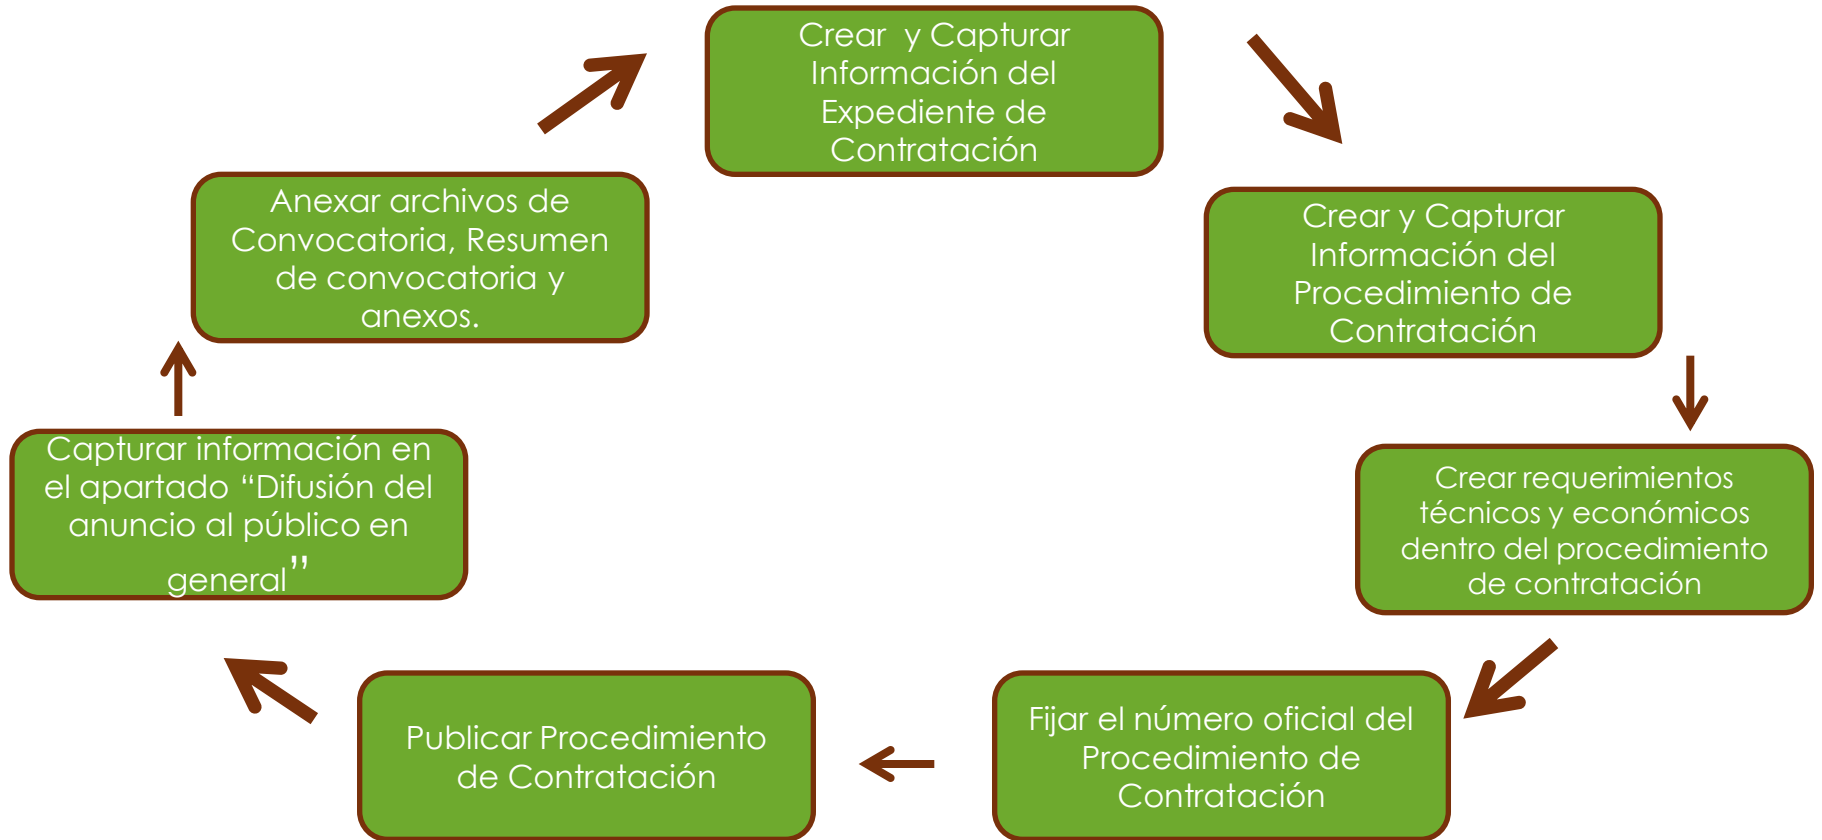 Crear  y Capturar
Información del
Expediente de
Contratación
Crear y Capturar
Información del
Procedimiento de
Contratación
Crear requerimientos
técnicos y económicos
dentro del procedimiento
de contratación
Fijar el número oficial del
Procedimiento de
Contratación
Publicar Procedimiento
de Contratación
Capturar información en
el apartado “Difusión del
anuncio al público en
general”
Anexar archivos de
Convocatoria, Resumen
de convocatoria y
anexos.